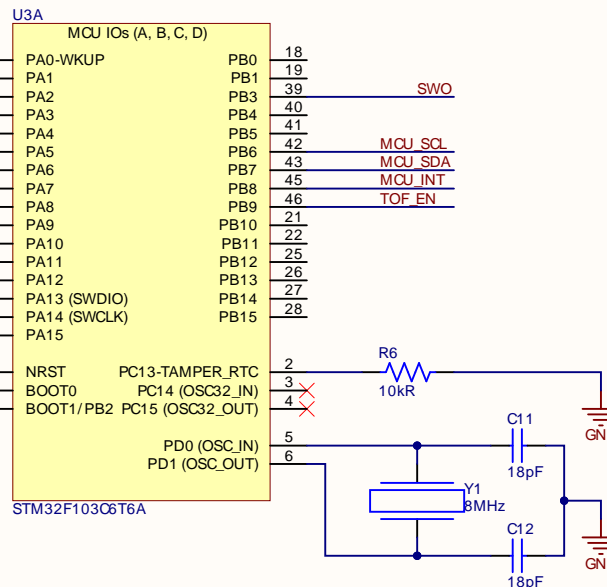 U3A
MCU IOs (A, B, C, D)
PA0-WKUP PB0 18
PA1 PB1 19
PA2 PB3 39 SWO
PA3 PB4 40
PA4 PB5 41
PA5 PB6 42 MCU_SCL
PA6 PB7 43 MCU_SDA
PA7 PB8 45 MCU_INT
PA8 PB9 46 TOF_EN
PA9 PB10 21
PA10 PB11 22
PA11 PB12 25
PA12 PB13 26
PA13 (SWDIO) PB14 27
PA14 (SWCLK) PB15 28
PA15
NRST PC13-TAMPER_RTC 2 R6
BOOT0 PC14 (OSC32_IN) 3 10kR
BOOT1/PB2 PC15 (OSC32_OUT) 4
GN
PD0 (OSC_IN) 5 C11
PD1 (OSC_OUT) 6 18pF
Y1
8MHz
STM32F103C6T6A
C12
GN
18pF